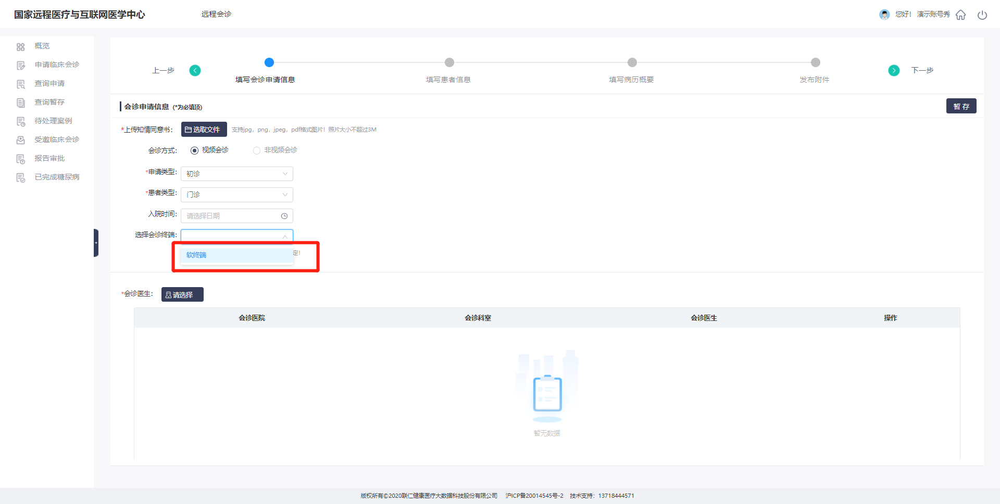 国家远程医疗与互联网医学中心
远程会诊
您好! 演示账号秀
概览
申请临床会诊
查询申请
查询暂存
待处理案例
受邀临床会诊
报告审批
已完成糖尿病
上一步
填写会诊申请信息
填写患者信息
填写病历概要
发布附件
下一步
会诊申请信息 (*为必填项)
暂 存
*上传知情同意书:
选取文件
支持jpg，png，jpeg，pdf格式图片！照片大小不超过3M
会诊方式:
视频会诊
非视频会诊
*申请类型:
初诊
*患者类型:
门诊
入院时间:
请选择日期
选择会诊终端:
软终端
定!
*会诊医生:
请选择
会诊医院
会诊科室
会诊医生
操作
暂无数据
版权所有©2020联仁健康医疗大数据科技股份有限公司 沪ICP备20014545号-2 技术支持：13718444571